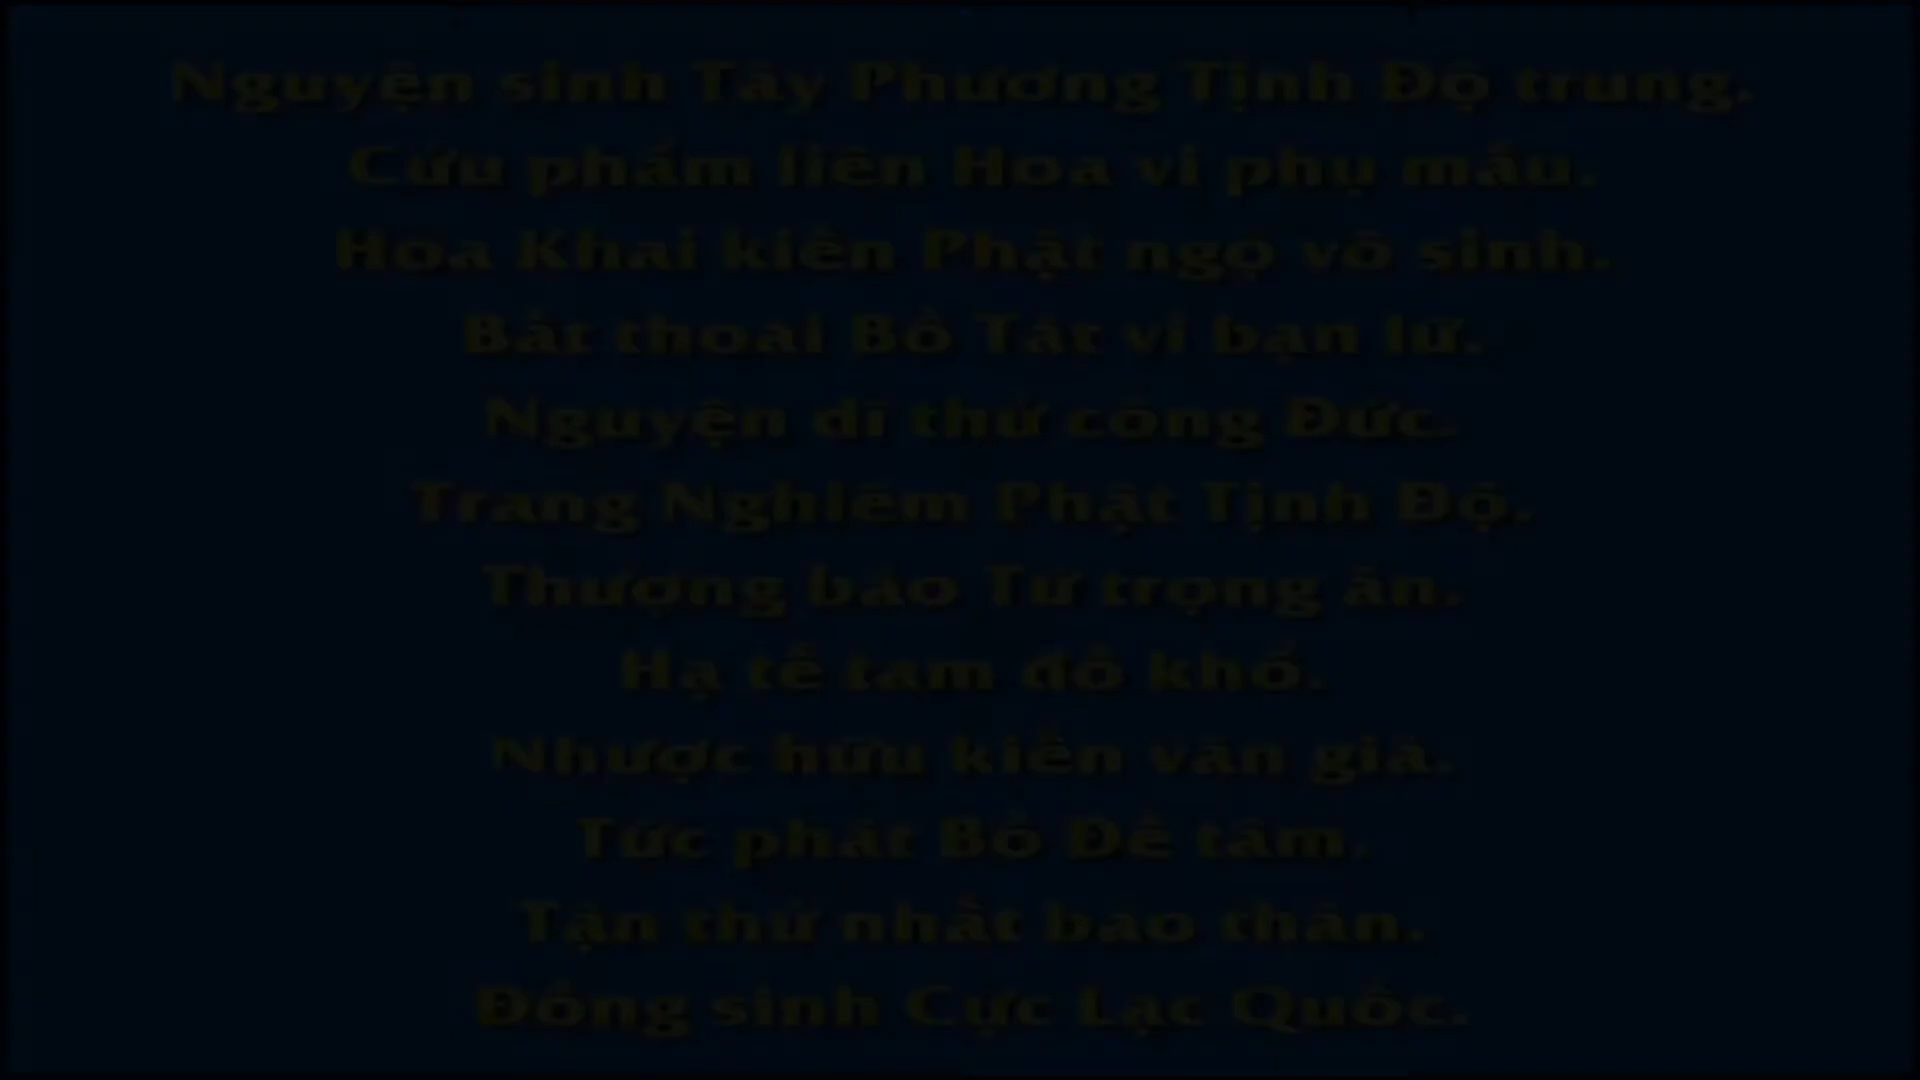 Nguyện sinh Tây Phương Tịnh Độ trung.
Cửu phẩm liên Hoa vi phụ mẫu.
Hoa Khai kiến Phật ngộ vô sinh.
Bất thoai Bồ Tát vi bạn lữ.
Nguyện dĩ thử công Đức.
Trang Nghiêm Phật Tịnh Độ.
Thượng báo Tứ trọng ân.
Hạ tế tam đồ khổ.
Nhược hữu kiến văn giả.
Tức phát Bồ Đề tâm.
Tận thử nhất báo thân.
Đồng sinh Cực Lạc Quốc.